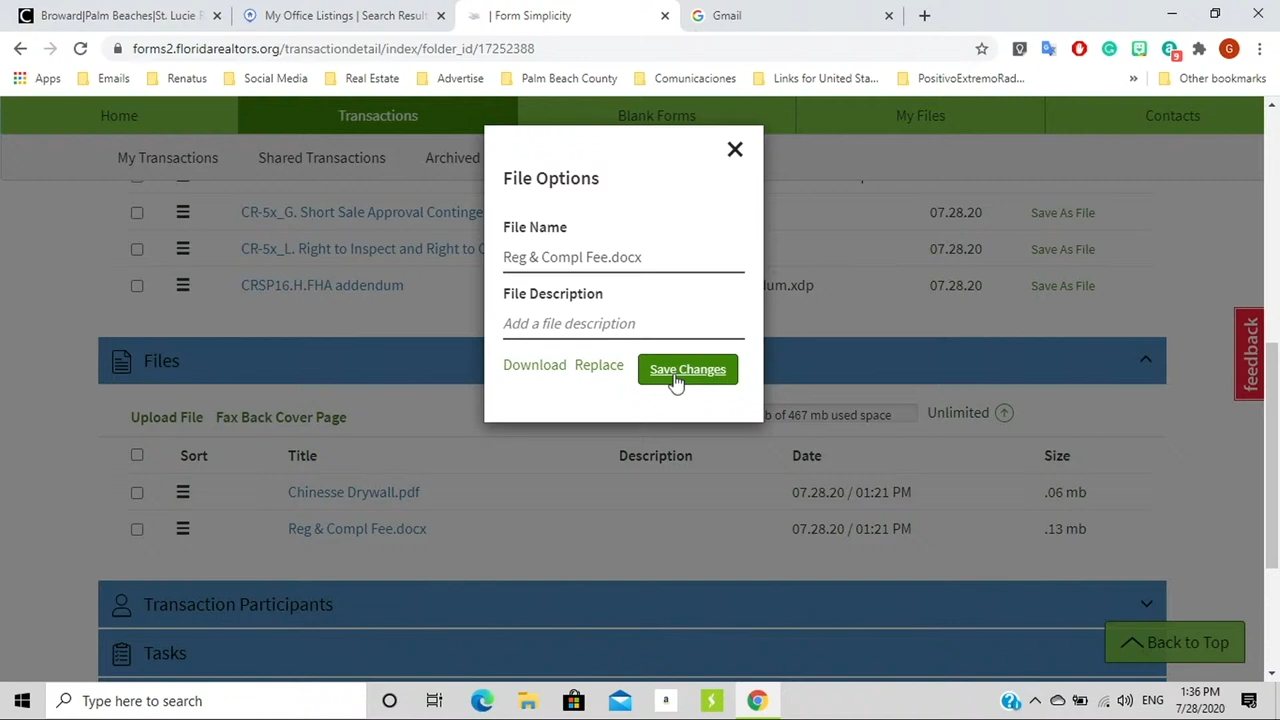 Broward|Palm Beaches|St. Lucie R
My Office Listings | Search Result
| Form Simplicity
Gmail
forms2.floridarealtors.org/transactiondetail/index/folder_id/17252388
Apps
Emails
Renatus
Social Media
Real Estate
Advertise
Palm Beach County
Comunicaciones
Links for United Sta...
PositivoExtremoRad...
»
Other bookmarks
Home
Transactions
Blank Forms
My Files
Contacts
My Transactions
Shared Transactions
Archived
File Options
File Name
Reg & Compl Fee.docx
File Description
Add a file description
Download
Replace
Save Changes
CR-5x_G. Short Sale Approval Continge
07.28.20
Save As File
CR-5x_L. Right to Inspect and Right to C
07.28.20
Save As File
CRSP16.H.FHA addendum
dum.xdp
07.28.20
Save As File
feedback
Files
Upload File
Fax Back Cover Page
b of 467 mb used space
Unlimited
Sort
Title
Description
Date
Size
Chinesse Drywall.pdf
07.28.20 / 01:21 PM
.06 mb
Reg & Compl Fee.docx
07.28.20 / 01:21 PM
.13 mb
Transaction Participants
Tasks
Back to Top
Type here to search
ENG
1:36 PM
7/28/2020